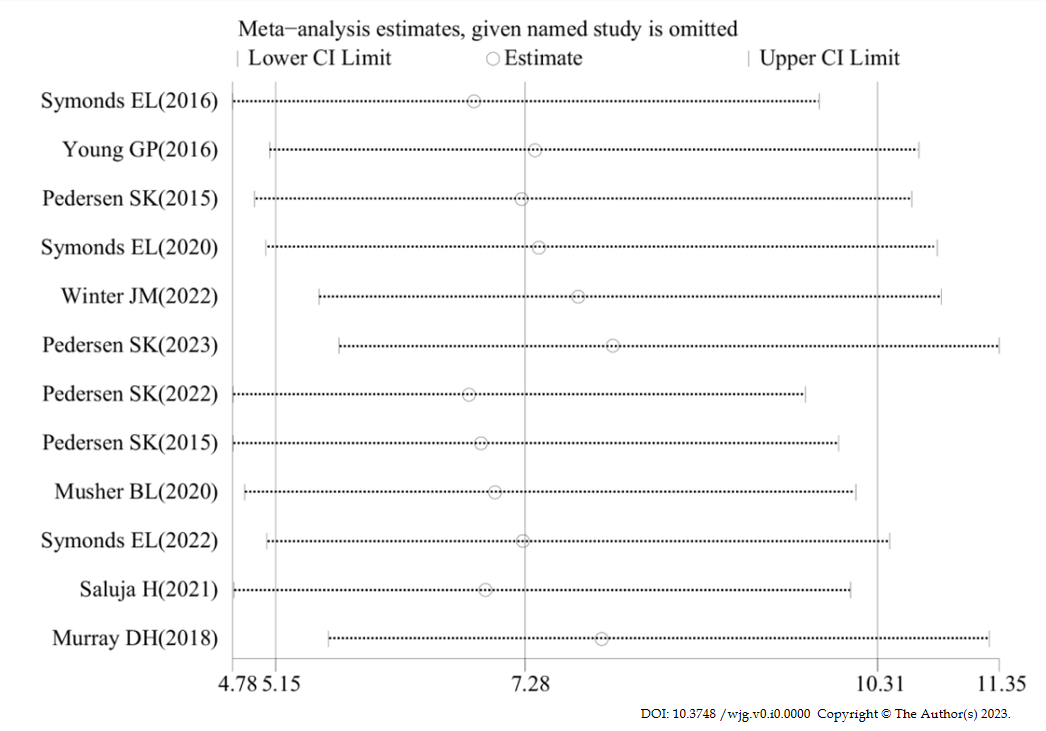 Meta−analysis estimates, given named study is omitted
Lower CI Limit Estimate Upper CI Limit
Symonds EL(2016)
Young GP(2016)
Pedersen SK(2015)
Symonds EL(2020)
Winter JM(2022)
Pedersen SK(2023)
Pedersen SK(2022)
Pedersen SK(2015)
Musher BL(2020)
Symonds EL(2022)
Saluja H(2021)
Murray DH(2018)
4.78 5.15 7.28 10.31 11.35
DOI: 10.3748 /wjg.v0.i0.0000 Copyright © The Author(s) 2023.